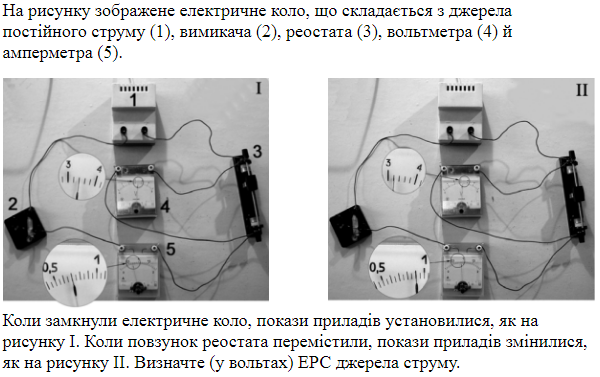 На рисунку зображене електричне коло, що складається з джерела
постійного струму (1), вимикача (2), реостата (3), вольтметра (4) й
амперметра (5).
I
II
1
3
3 4
3 4
2
4
5
0,5 1
0,5 1
Коли замкнули електричне коло, покази приладів установилися, як на
рисунку I. Коли повзунок реостата перемістили, покази приладів змінилися,
як на рисунку II. Визначте (у вольтах) ЕРС джерела струму.